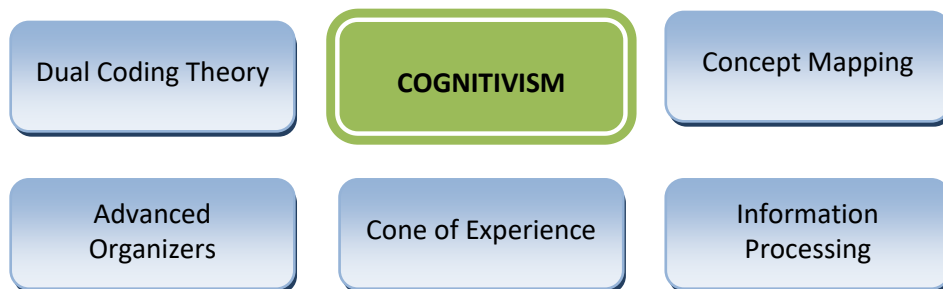 Dual Coding Theory
COGNITIVISM
Concept Mapping
Advanced
Organizers
Cone of Experience
Information
Processing